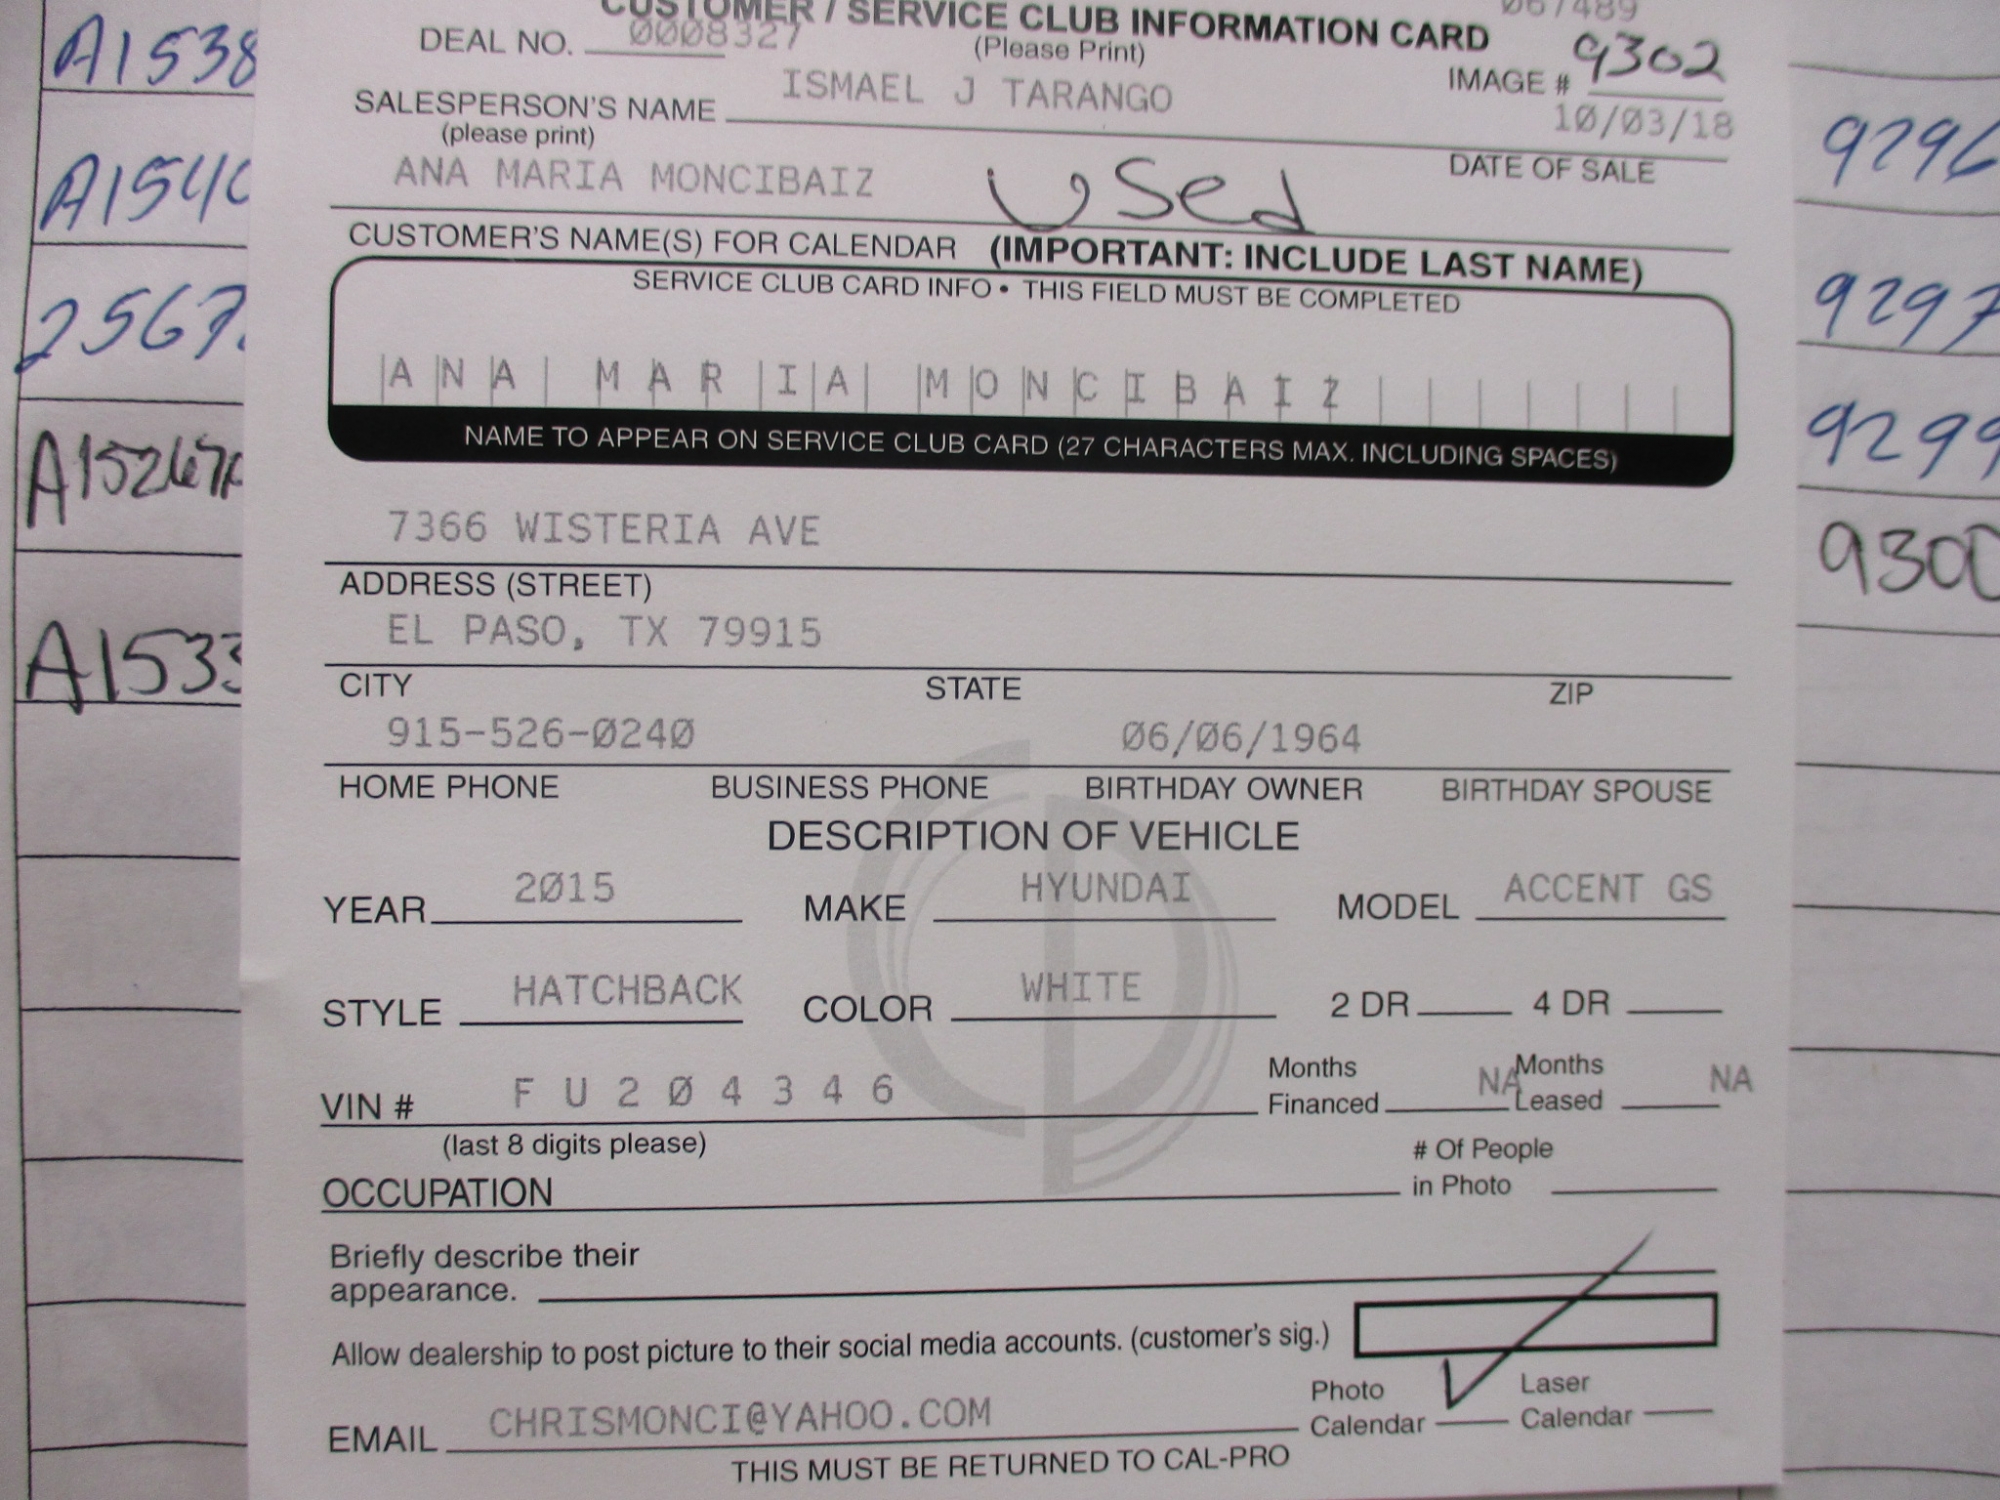 067489
CUSTOMER / SERVICE CLUB INFORMATION CARD
DEAL NO. 0008327
(Please Print)
IMAGE # 9302
SALESPERSON'S NAME ISMAEL J TARANGO
(please print)
10/03/18
DATE OF SALE
ANA MARIA MONCIBAIZ
USed
CUSTOMER'S NAME(S) FOR CALENDAR (IMPORTANT: INCLUDE LAST NAME)
SERVICE CLUB CARD INFO • THIS FIELD MUST BE COMPLETED
ANA MARIA MONCIBAIZ
NAME TO APPEAR ON SERVICE CLUB CARD (27 CHARACTERS MAX. INCLUDING SPACES)
7366 WISTERIA AVE
ADDRESS (STREET)
EL PASO, TX 79915
CITY STATE ZIP
915-526-0240 06/06/1964
HOME PHONE BUSINESS PHONE BIRTHDAY OWNER BIRTHDAY SPOUSE
DESCRIPTION OF VEHICLE
YEAR 2015 MAKE HYUNDAI MODEL ACCENT GS
STYLE HATCHBACK COLOR WHITE 2 DR 4 DR
VIN # F U 2 0 4 3 4 6 Months Financed NA Months Leased NA
(last 8 digits please)
OCCUPATION # Of People in Photo
Briefly describe their
appearance.
Allow dealership to post picture to their social media accounts. (customer's sig.)
EMAIL CHRISMONCI@YAHOO.COM Photo Calendar ✓ Laser Calendar
THIS MUST BE RETURNED TO CAL-PRO
A1538
A1540
2567
A15267A
A1533
9296
9297
9299
9300